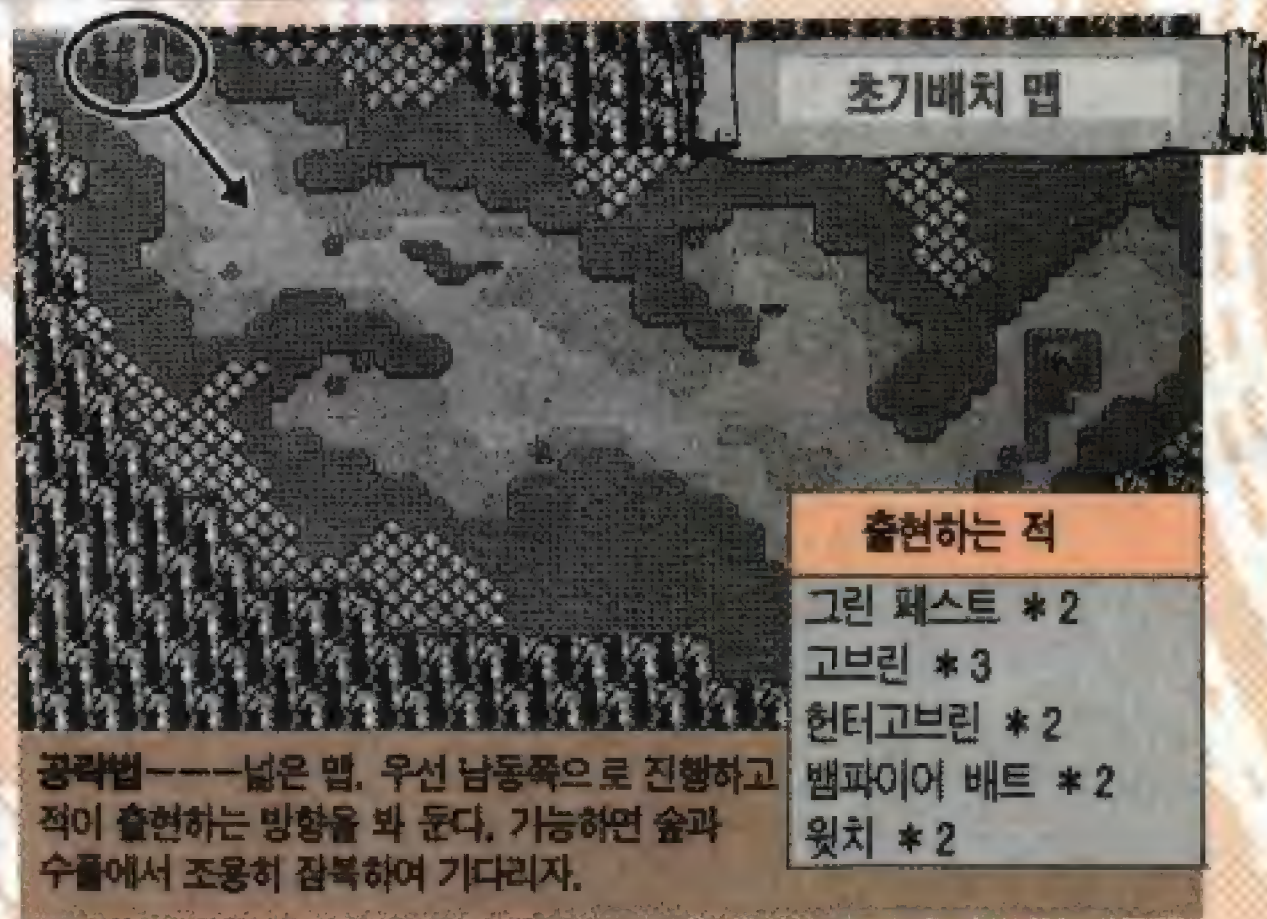 초기배치 맵
출현하는 적
그린 페스트 * 2
고브린 * 3
헌터고브린 * 2
뱀파이어 배트 * 2
윗치 * 2
공략법———넓은 맵. 우선 남동쪽으로 진행하고
적이 출현하는 방향을 봐 둔다. 가능하면 숲과
수풀에서 조용히 잠복하여 기다리자.